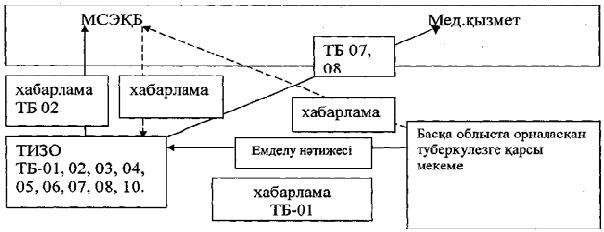 МСЭҚБ
Мед.қызмет
ТБ 07,
08
хабарлама
ТБ 02
хабарлама
хабарлама
ТИЗО
ТБ-01, 02, 03, 04,
05, 06, 07, 08, 10.
Емделу нәтижесі
Басқа облыста орналасқан
туберкулезге қарсы
мекеме
хабарлама
ТБ-01